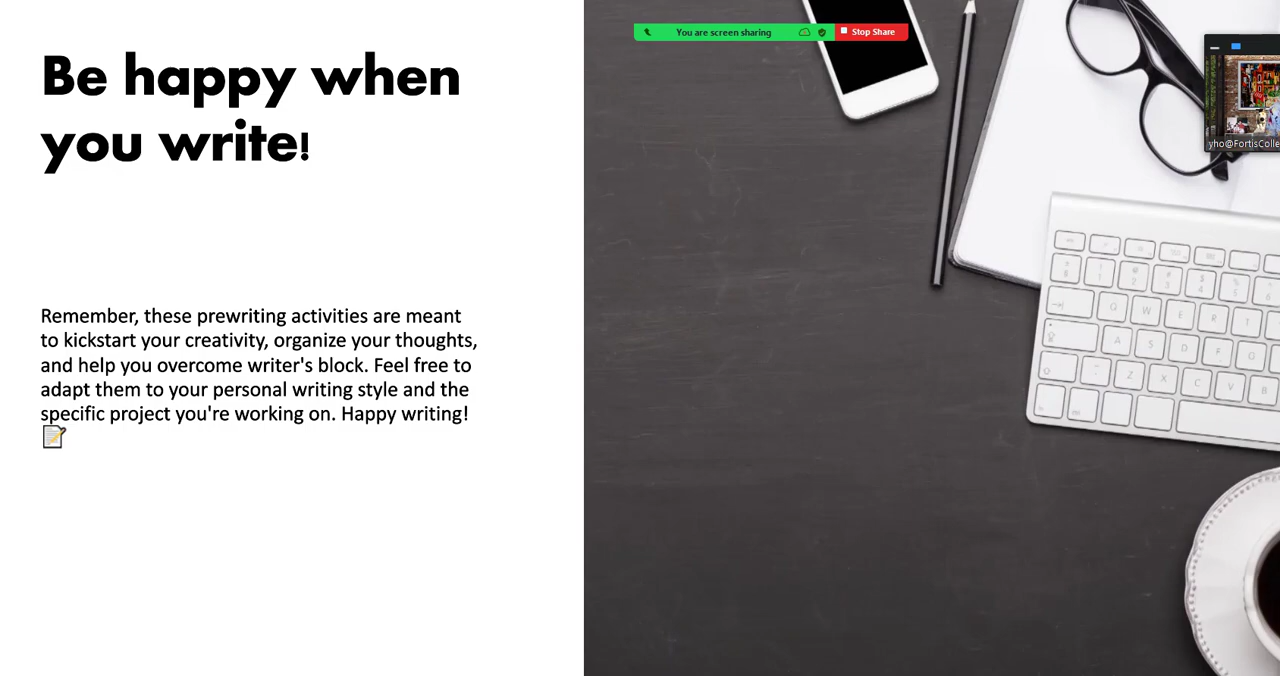 Be happy when
you write!
Remember, these prewriting activities are meant
to kickstart your creativity, organize your thoughts,
and help you overcome writer's block. Feel free to
adapt them to your personal writing style and the
specific project you're working on. Happy writing!
📝
You are screen sharing
Stop Share
yho@FortisColle
Q W E R T
A S D F G
Z X C V B